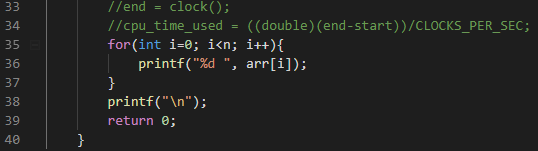 33 //end = clock();
34 //cpu_time_used = ((double)(end-start))/CLOCKS_PER_SEC;
35 for(int i=0; i<n; i++){
36 printf("%d ", arr[i]);
37 }
38 printf("\n");
39 return 0;
40 }